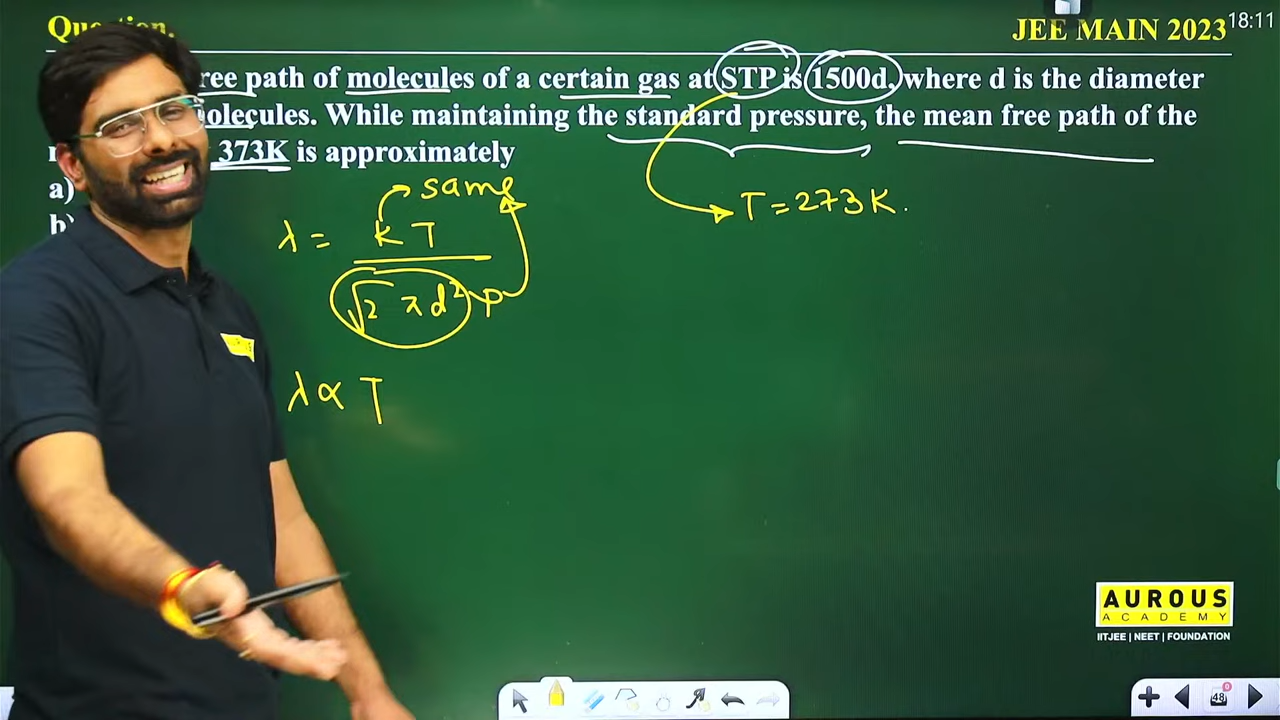 Question.
JEE MAIN 2023
18:11
ree path of molecules of a certain gas at STP is 1500d, where d is the diameter
olecules. While maintaining the standard pressure, the mean free path of the
373K is approximately
a)
b)
same
λ = kT
√2 πd² P
T = 273K.
λ ∝ T
AUROUS
ACADEMY
IITJEE | NEET | FOUNDATION
48